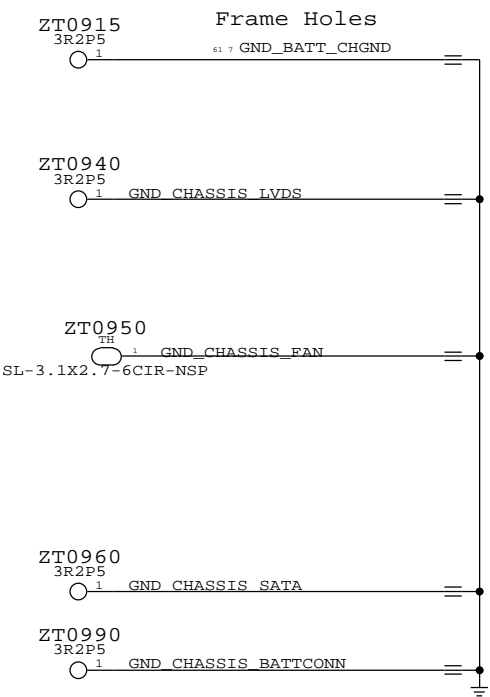 Frame Holes
ZT0915
3R2P5
1
61 7 GND_BATT_CHGND
ZT0940
3R2P5
1 GND_CHASSIS_LVDS
ZT0950
TH
1 GND_CHASSIS_FAN
SL-3.1X2.7-6CIR-NSP
ZT0960
3R2P5
1 GND_CHASSIS_SATA
ZT0990
3R2P5
1 GND_CHASSIS_BATTCONN